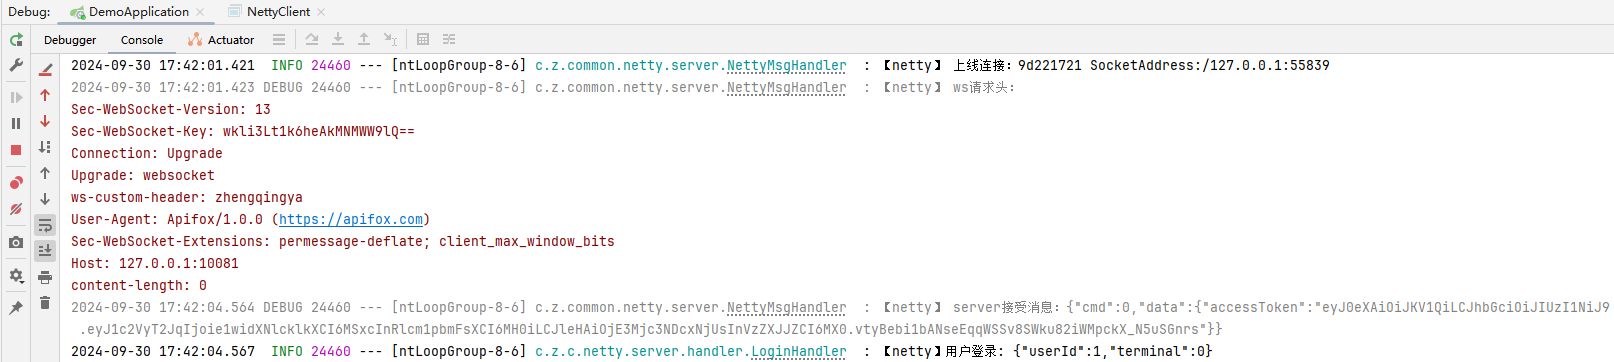 Debug: DemoApplication NettyClient
Debugger Console Actuator
2024-09-30 17:42:01.421  INFO 24460 --- [ntLoopGroup-8-6] c.z.common.netty.server.NettyMsgHandler  : 【netty】 上线连接：9d221721 SocketAddress:/127.0.0.1:55839
2024-09-30 17:42:01.423 DEBUG 24460 --- [ntLoopGroup-8-6] c.z.common.netty.server.NettyMsgHandler  : 【netty】 ws请求头：
Sec-WebSocket-Version: 13
Sec-WebSocket-Key: wkli3Lt1k6heAkMNMWW9lQ==
Connection: Upgrade
Upgrade: websocket
ws-custom-header: zhengqingya
User-Agent: Apifox/1.0.0 (https://apifox.com)
Sec-WebSocket-Extensions: permessage-deflate; client_max_window_bits
Host: 127.0.0.1:10081
content-length: 0
2024-09-30 17:42:04.564 DEBUG 24460 --- [ntLoopGroup-8-6] c.z.common.netty.server.NettyMsgHandler  : 【netty】 server接受消息：{"cmd":0,"data":{"accessToken":"eyJ0eXAiOiJKV1QiLCJhbGciOiJIUzI1NiJ9
.eyJ1c2VyT2JqIjoie1widXNlcklkXCI6MSxcInRlcm1pbmFsXCI6MH0iLCJleHAiOjE3Mjc3NDcxNjUsInVzZXJJZCI6MX0.vtyBebi1bANseEqqWSSv8SWku82iWMpckX_N5uSGnrs"}}
2024-09-30 17:42:04.567  INFO 24460 --- [ntLoopGroup-8-6] c.z.c.netty.server.handler.LoginHandler  : 【netty】用户登录: {"userId":1,"terminal":0}